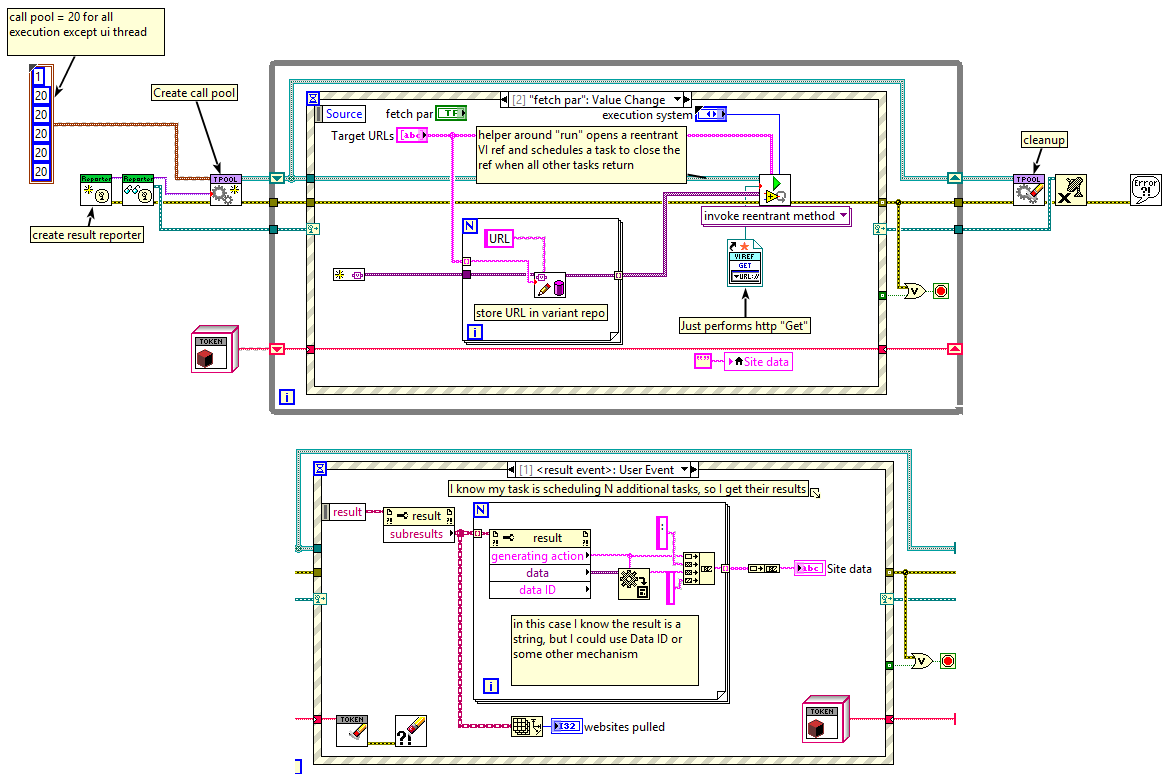 call pool = 20 for all
execution except ui thread
1
20
20
20
20
20
Create call pool
Reporter
Reporter
TPOOL
create result reporter
[2] "fetch par": Value Change
Source
fetch par
TF
execution system
Target URLs
abc
helper around "run" opens a reentrant
VI ref and schedules a task to close the
ref when all other tasks return
invoke reentrant method
N
URL
store URL in variant repo
i
VI REF
GET
URL://
Just performs http "Get"
Site data
V
TOKEN
i
cleanup
TPOOL
Error
?!
[1] <result event>: User Event
I know my task is scheduling N additional tasks, so I get their results
result
result
subresults
N
result
generating action
data
data ID
:
abc
Site data
in this case I know the result is a
string, but I could use Data ID or
some other mechanism
i
V
TOKEN
?!
I32
websites pulled
TOKEN